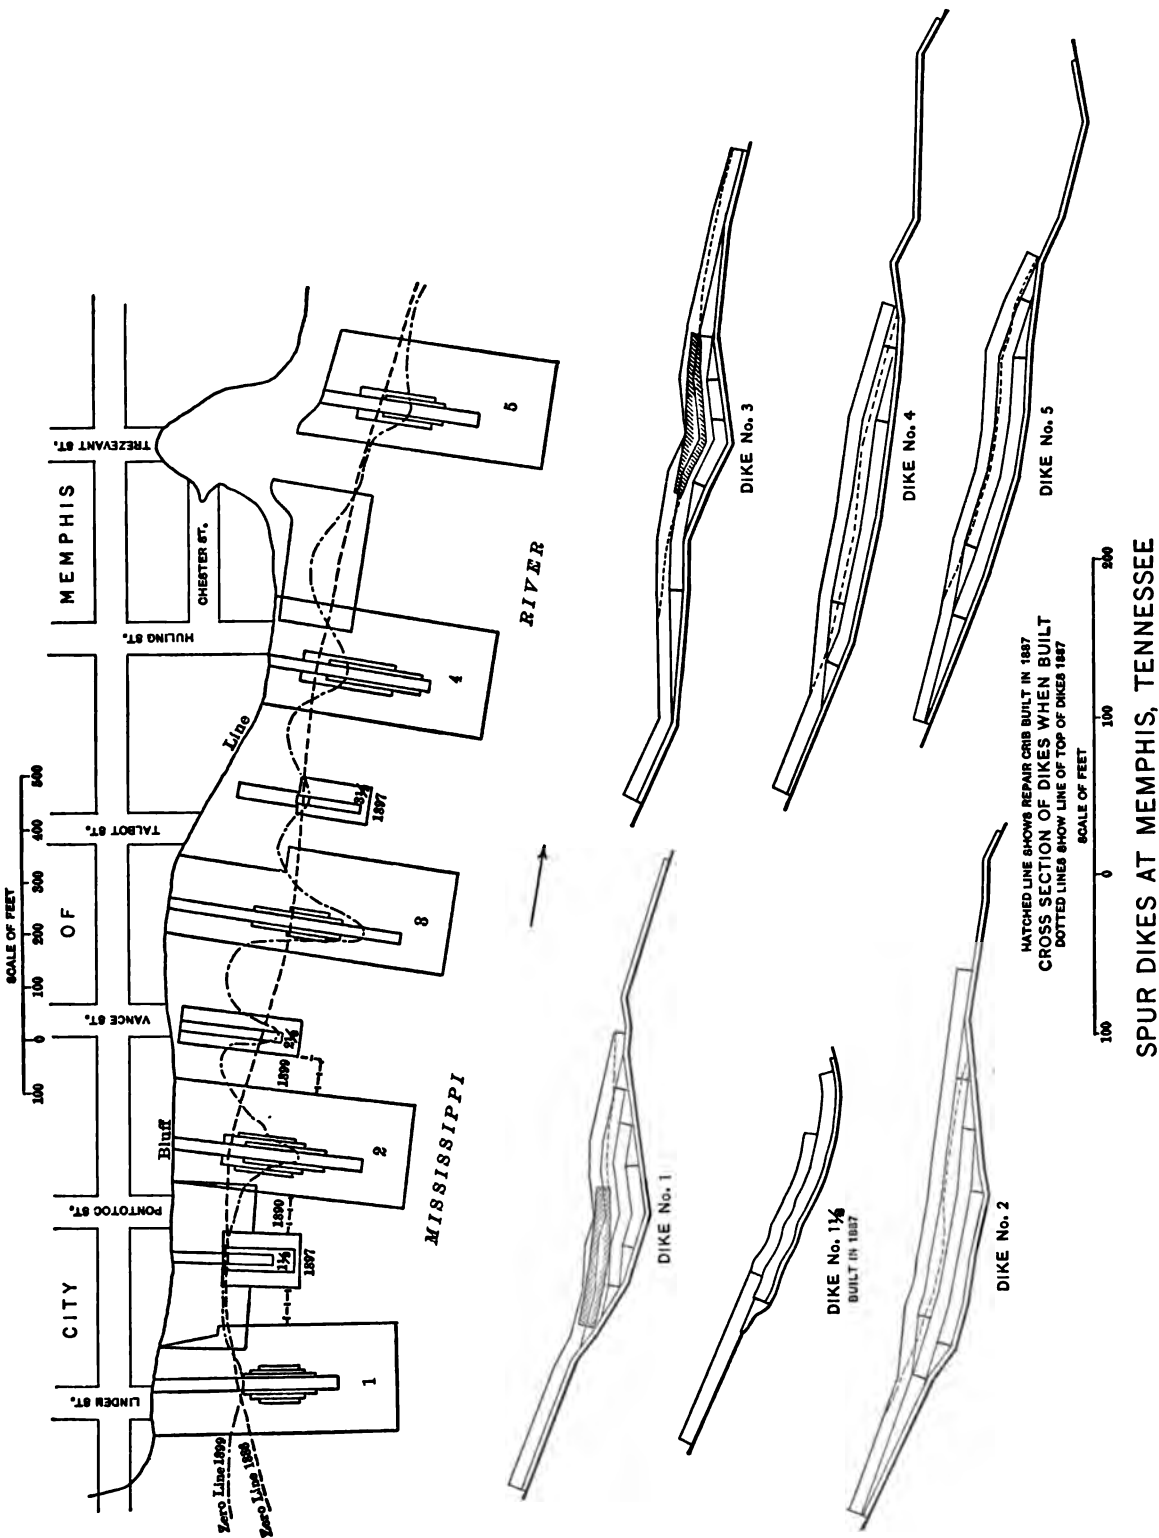 SCALE OF FEET
100 0 100 200 300 400 500
CITY OF MEMPHIS
LINDEN ST.
PONTOTOC ST.
VANCE ST.
TALBOT ST.
HULING ST.
CHESTER ST.
TREZEVANT ST.
Bluff Line
Zero Line 1899
Zero Line 1886
1
1½
1897
1890
2
1899
2½
3
3½
1897
4
5
MISSISSIPPI RIVER
DIKE No. 1
DIKE No. 1½
BUILT IN 1887
DIKE No. 2
DIKE No. 3
DIKE No. 4
DIKE No. 5
HATCHED LINE SHOWS REPAIR CRIB BUILT IN 1887
CROSS SECTION OF DIKES WHEN BUILT
DOTTED LINES SHOW LINE OF TOP OF DIKES 1887
SCALE OF FEET
100 0 100 200
SPUR DIKES AT MEMPHIS, TENNESSEE